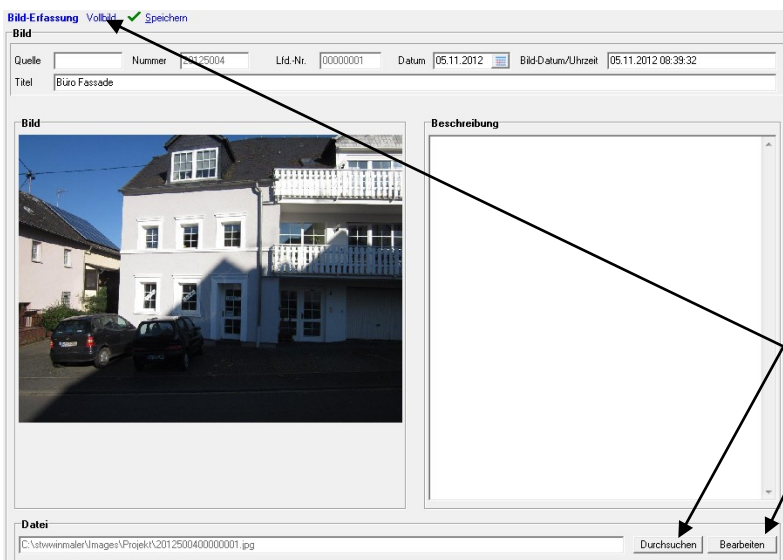 Bild-Erfassung Vollbild Speichern
Bild
Quelle Nummer 20125004 Lfd.-Nr. 00000001 Datum 05.11.2012 Bild-Datum/Uhrzeit 05.11.2012 08:39:32
Titel Büro Fassade
Bild Beschreibung
Datei
C:\stwwinmaler\Images\Projekt\2012500400000001.jpg Durchsuchen Bearbeiten